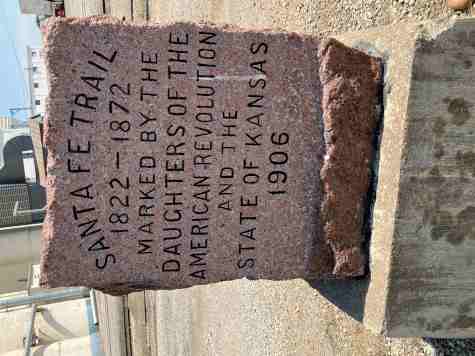 SANTA FE TRAIL
1822 – 1872
MARKED BY THE
DAUGHTERS OF THE
AMERICAN REVOLUTION
AND THE
STATE OF KANSAS
1906